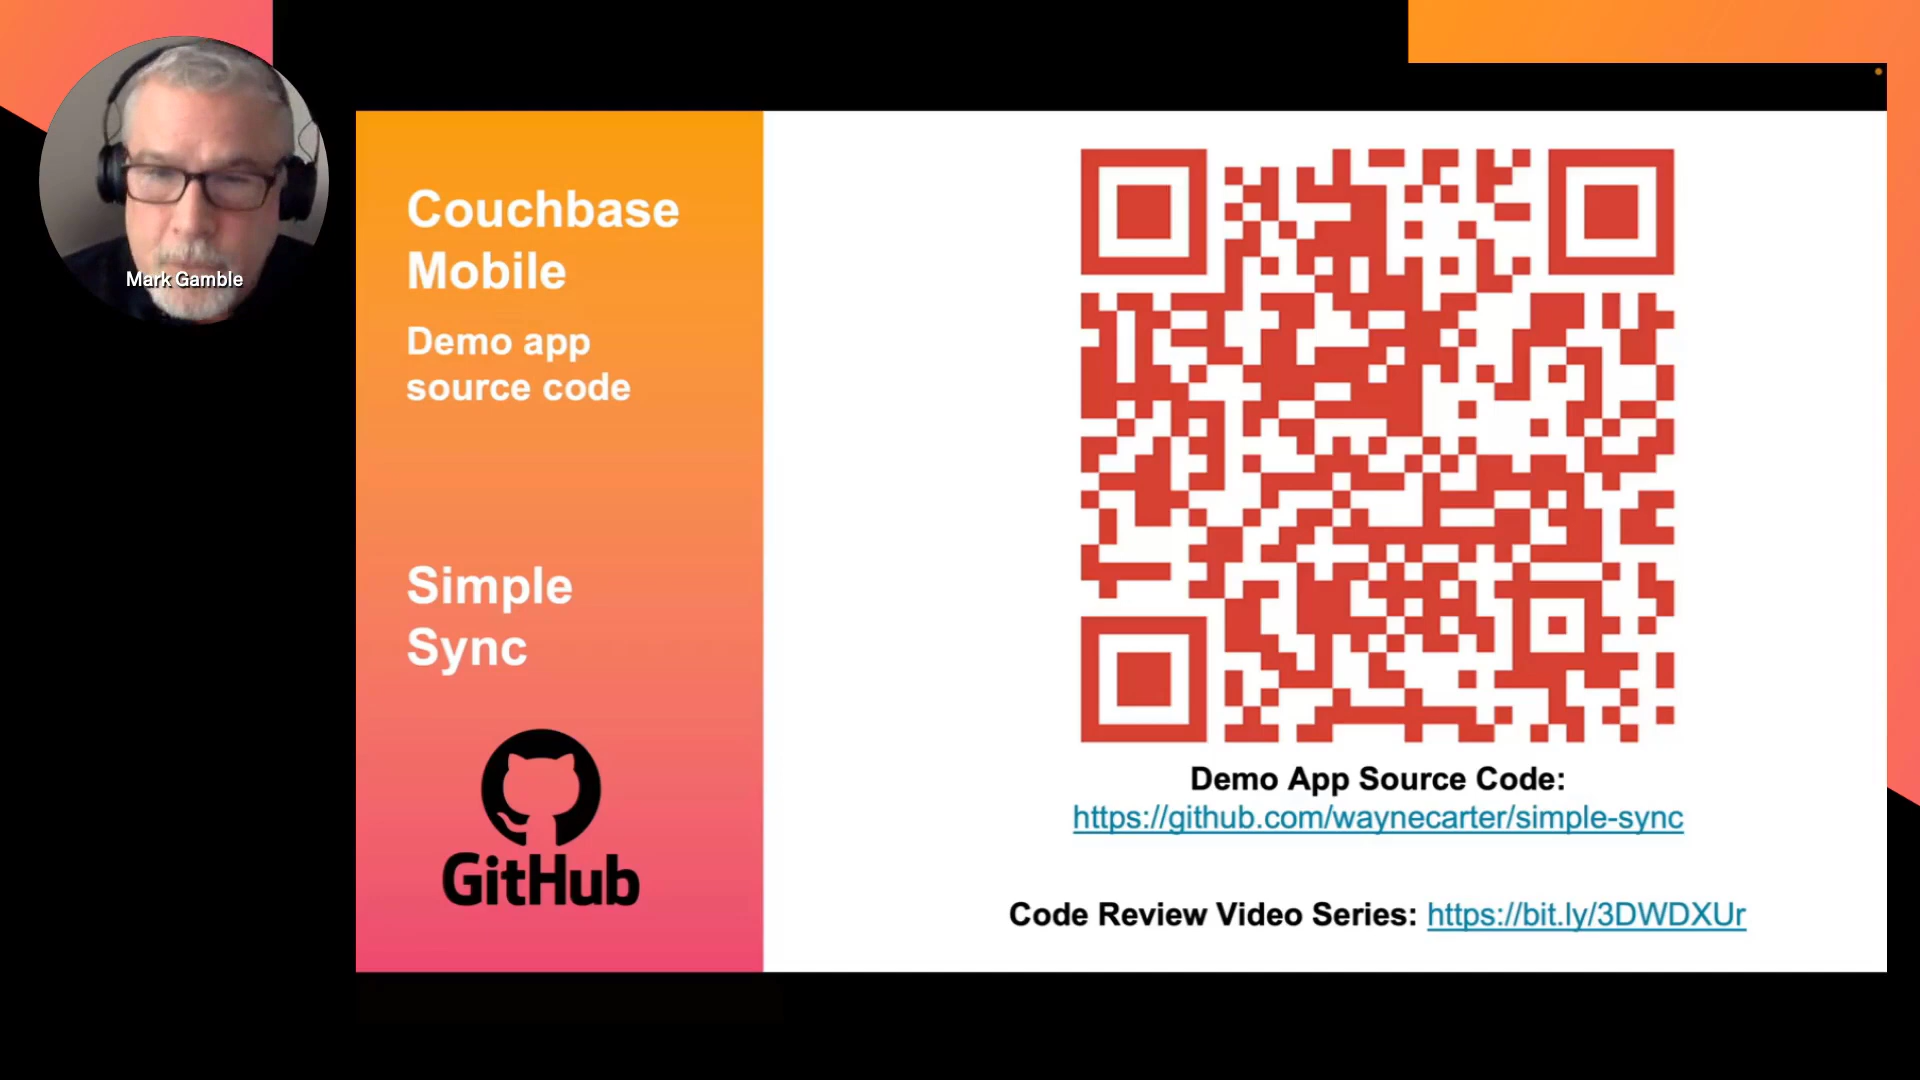 Mark Gamble
Couchbase
Mobile
Demo app
source code
Simple
Sync
GitHub
Demo App Source Code:
https://github.com/waynecarter/simple-sync
Code Review Video Series: https://bit.ly/3DWDXUr